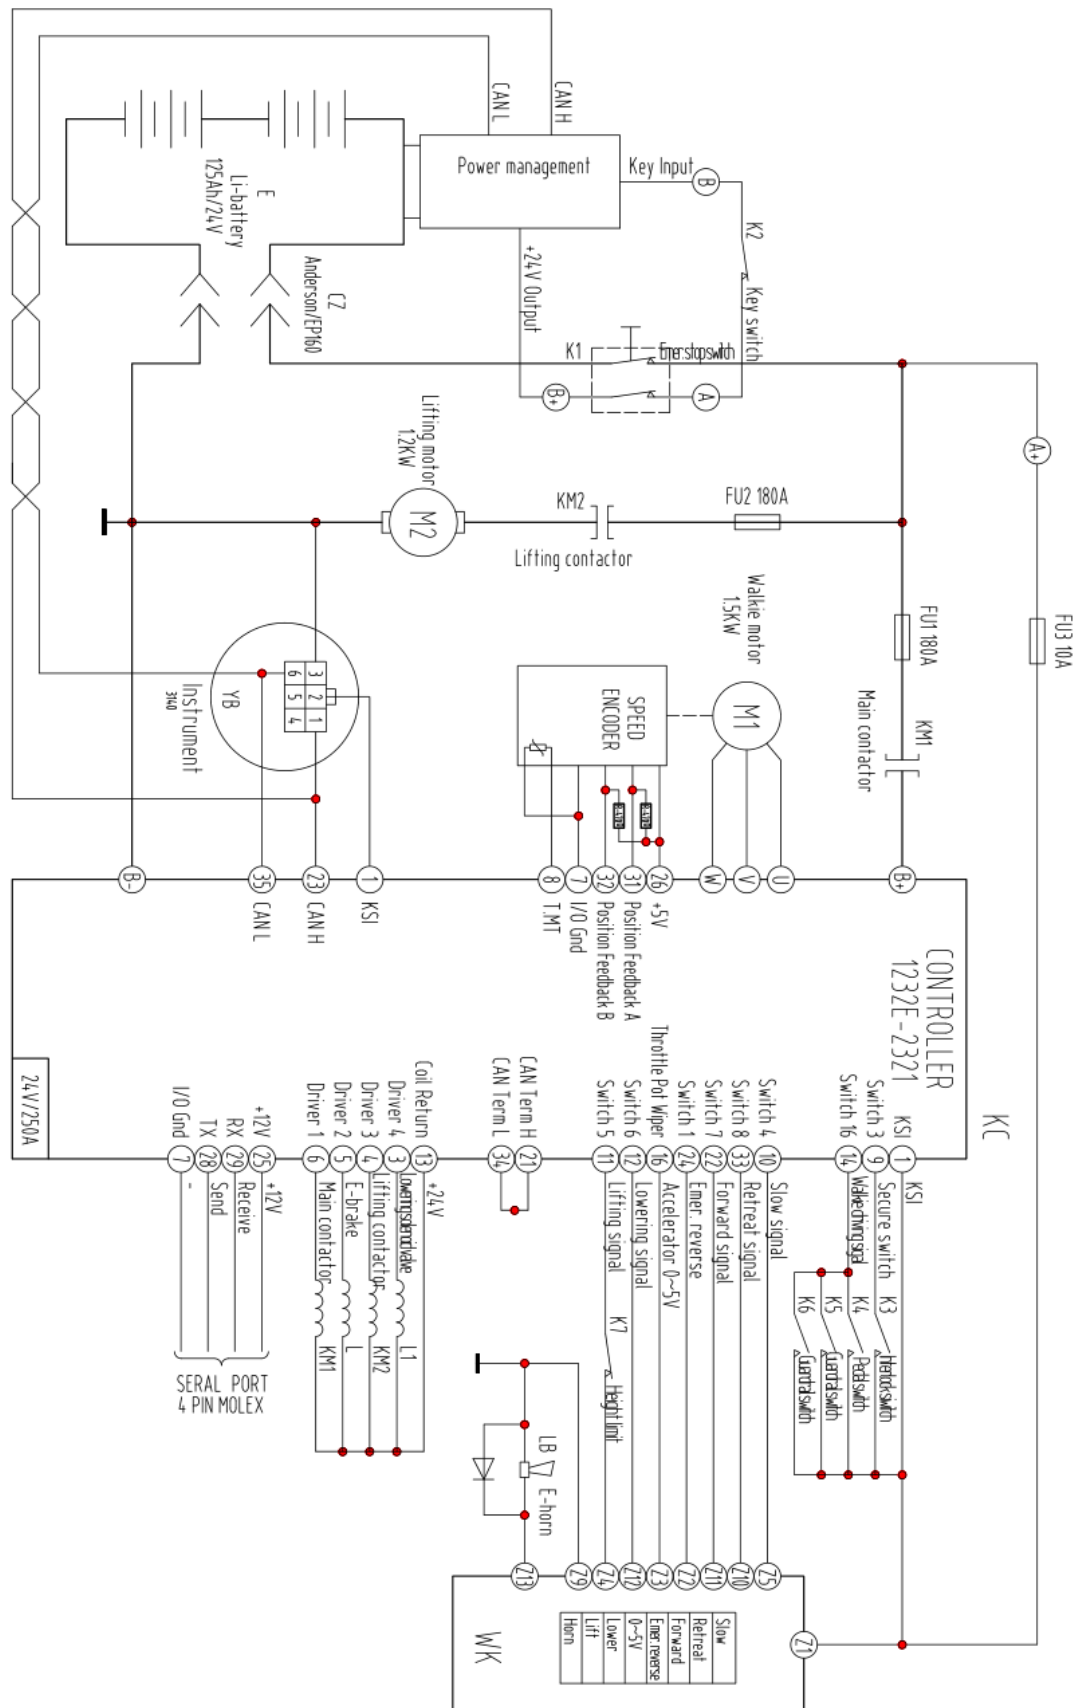 CAN L
CAN H
Power management
Key Input
B
K2
Key switch
+24V Output
E
Li-battery
125Ah/24V
CZ
Anderson/EP160
K1
Emer.stopswitch
B+
A
A+
Lifting motor
1.2KW
M2
KM2
Lifting contactor
FU2 180A
FU1 180A
FU3 10A
Walkie motor
1.5KW
M1
KM1
Main contactor
SPEED
ENCODER
3 2 1
6 5 4
YB
Instrument
3140
B-
35
23
1
8
7
32
31
26
W
V
U
B+
CAN L
CAN H
KSI
T.MT
I/O Gnd
Position Feedback B
Position Feedback A
+5V
CONTROLLER
1232E-2321
KC
24V/250A
I/O Gnd
TX
RX
+12V
Driver 1
Driver 2
Driver 3
Driver 4
Coil Return
CAN Term L
CAN Term H
Switch 5
Switch 6
Throttle Pot Wiper
Switch 1
Switch 7
Switch 8
Switch 4
Switch 16
Switch 3
KSI
7
28
29
25
6
5
4
3
13
34
21
11
12
16
24
22
33
10
14
9
1
-
Send
Receive
+12V
Main contactor
E-brake
Lifting contactor
+24V
Lifting signal
Lowering signal
Accelerator 0~5V
Emer. reverse
Forward signal
Retreat signal
Slow signal
Secure switch
KSI
SERAL PORT
4 PIN MOLEX
KM1
L
KM2
L1
K7
Height limit
K6
K5
K4
K3
Pedal switch
LB
E-horn
Z13
Z9
Z4
Z12
Z3
Z2
Z11
Z10
Z5
Z1
Slow
Retreat
Forward
Emer.reverse
0~5V
Lower
Lift
Horn
WK